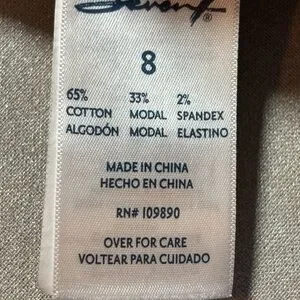 8
65% 33% 2%
COTTON MODAL SPANDEX
ALGODÓN MODAL ELASTINO
MADE IN CHINA
HECHO EN CHINA
RN# 109890
OVER FOR CARE
VOLTEAR PARA CUIDADO